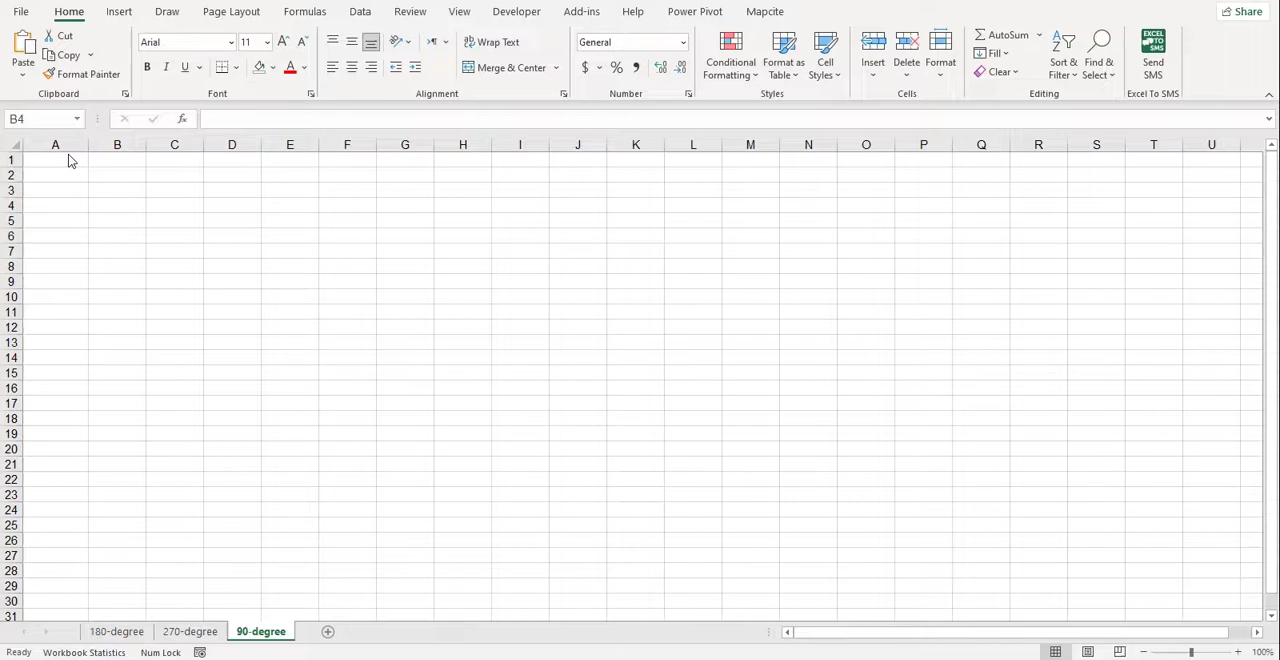 File Home Insert Draw Page Layout Formulas Data Review View Developer Add-ins Help Power Pivot Mapcite Share
Paste Cut Copy Format Painter Clipboard
Arial 11 B I U A A A Font
Wrap Text Merge & Center Alignment
General $ % , Number
Conditional Formatting Format as Table Cell Styles Styles
Insert Delete Format Cells
AutoSum Fill Clear Sort & Filter Find & Select Editing
EXCEL TO SMS Send SMS Excel To SMS
B4 fx
A B C D E F G H I J K L M N O P Q R S T U
1
2
3
4
5
6
7
8
9
10
11
12
13
14
15
16
17
18
19
20
21
22
23
24
25
26
27
28
29
30
31
180-degree 270-degree 90-degree
Ready Workbook Statistics Num Lock 100%